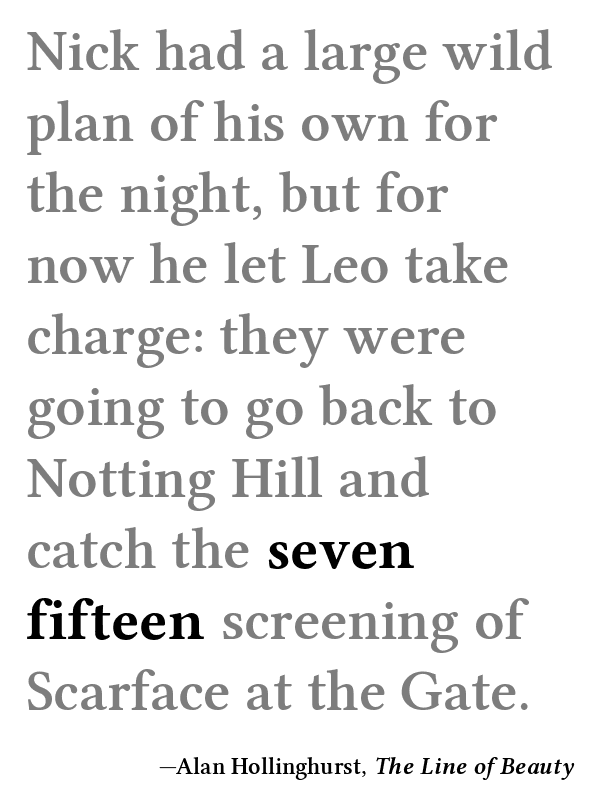 Nick had a large wild
plan of his own for
the night, but for
now he let Leo take
charge: they were
going to go back to
Notting Hill and
catch the seven
fifteen screening of
Scarface at the Gate.
—Alan Hollinghurst, The Line of Beauty